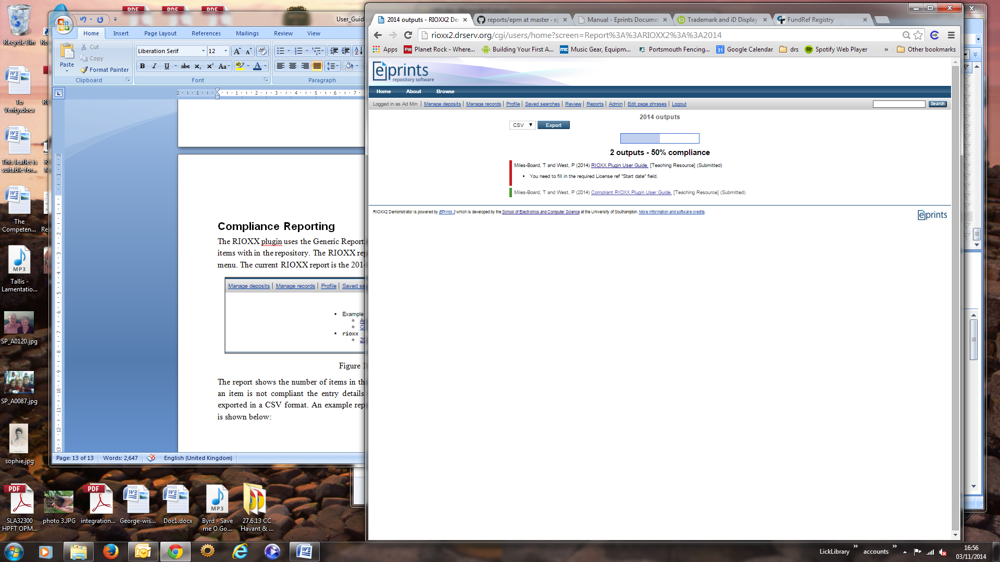 Recycle Bin
To Verity.docx
This leaflet is suitable for...
The Competen...
Tallis - Lamentatio...
SP_A0120.jpg
SP_A0087.jpg
sophie.jpg
SLA32300 HPFT OPM...
photo 3.JPG
integration...
George-wis...
Doc1.docx
Byrd - Save me O Go...
27.6.13 CC Havant & ...
User_Guid
Home Insert Page Layout References Mailings Review View
Paste
Cut
Copy
Format Painter
Clipboard
Liberation Serif 12
Font
Paragraph
Compliance Reporting
The RIOXX plugin uses the Generic Report
items with in the repository. The RIOXX rep
menu. The current RIOXX report is the 201
Manage deposits | Manage records | Profile | Saved se
Example
rioxx
Figure 1
The report shows the number of items in th
an item is not compliant the entry details
exported in a CSV format. An example rep
is shown below:
Page: 13 of 13 Words: 2,647 English (United Kingdom)
2014 outputs - RIOXX2 De
reports/epm at master · ep
Manual - Eprints Docume
Trademark and iD Display
FundRef Registry
rioxx2.drserv.org/cgi/users/home?screen=Report%3A%3ARIOXX2%3A%3A2014
Apps Planet Rock - Where... Building Your First A... Music Gear, Equipm... Portsmouth Fencing... Google Calendar drs Spotify Web Player » Other bookmarks
eprints
repository software
Home About Browse
Logged in as Ad Min | Manage deposits | Manage records | Profile | Saved searches | Review | Reports | Admin | Edit page phrases | Logout Search
2014 outputs
CSV Export
2 outputs - 50% compliance
Miles-Board, T and West, P (2014) RIOXX Plugin User Guide. [Teaching Resource] (Submitted)
You need to fill in the required License ref "Start date" field.
Miles-Board, T and West, P (2014) Compliant RIOXX Plugin User Guide. [Teaching Resource] (Submitted)
RIOXX2 Demonstrator is powered by EPrints 3 which is developed by the School of Electronics and Computer Science at the University of Southampton. More information and software credits.
eprints
LickLibrary » accounts »
16:56
03/11/2014